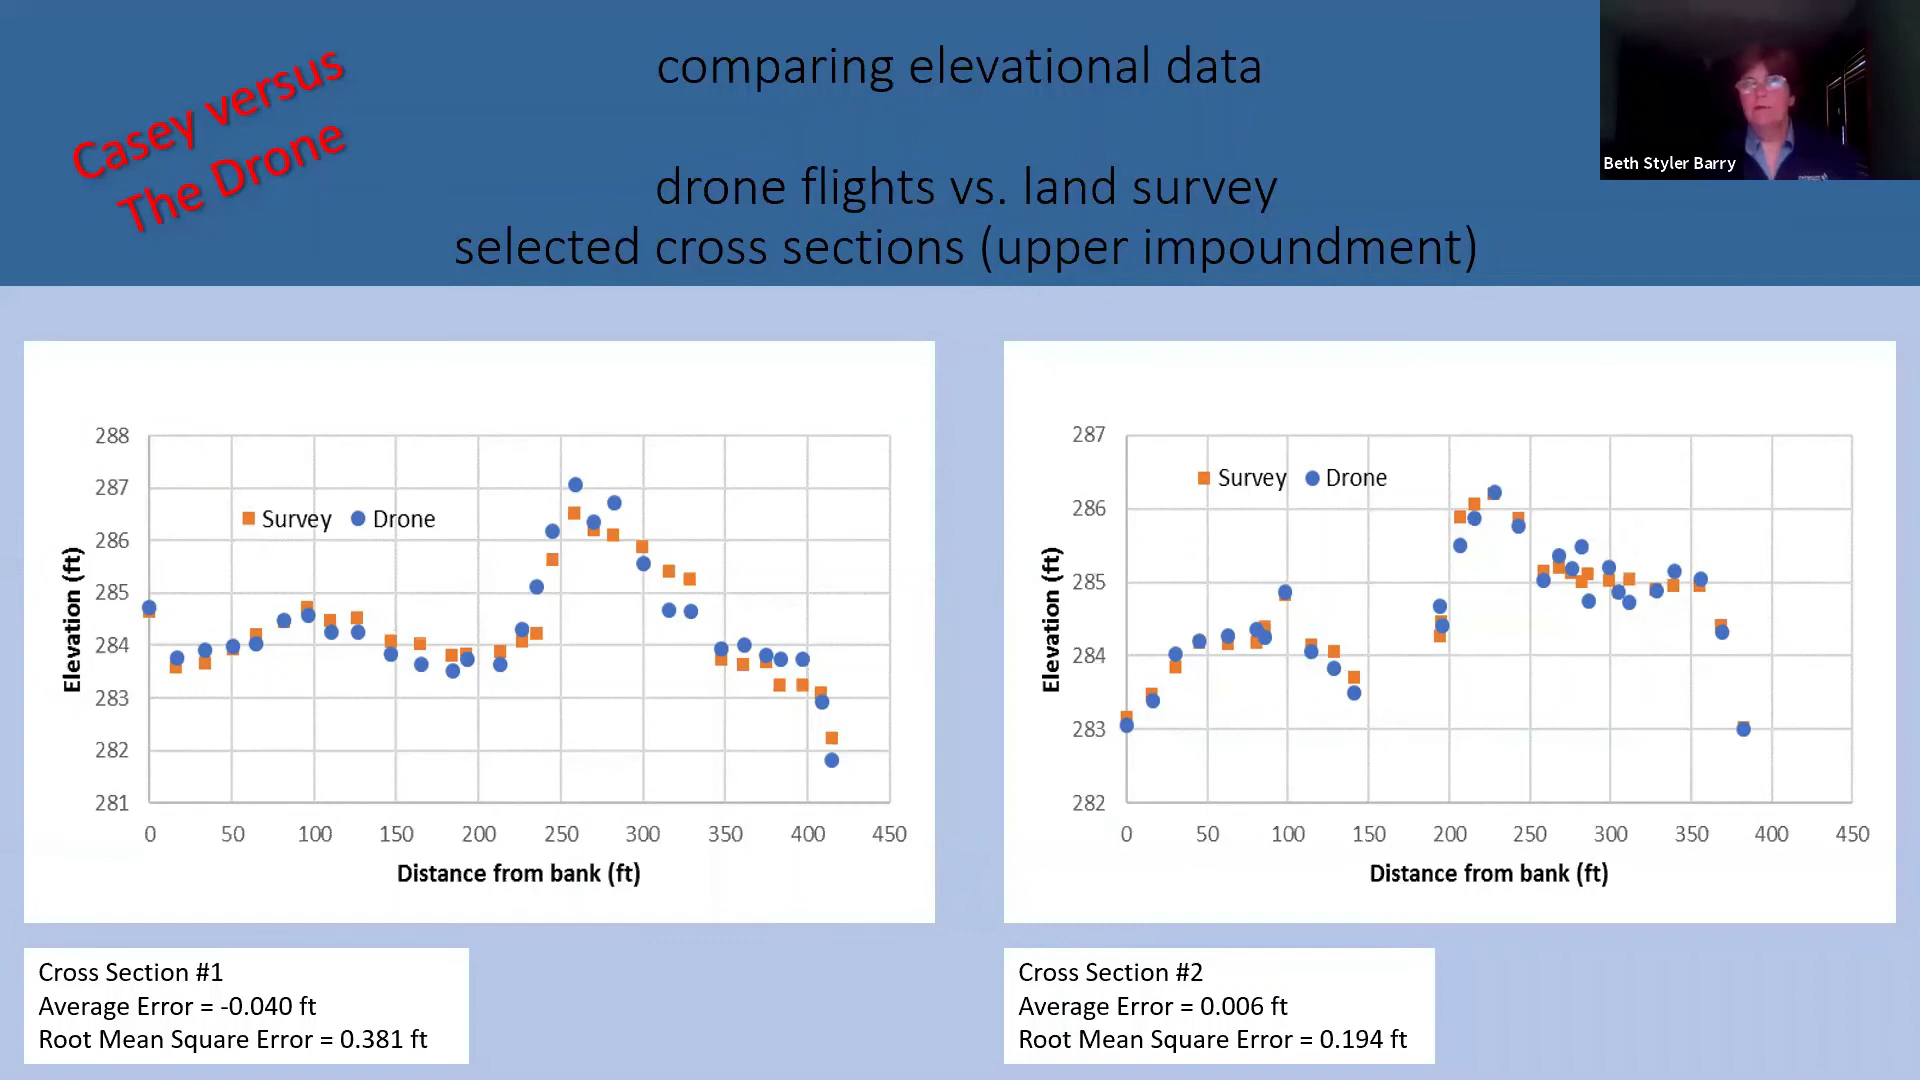 Casey versus
The Drone
comparing elevational data
drone flights vs. land survey
selected cross sections (upper impoundment)
Beth Styler Barry
288
287
286
285
284
283
282
281
Elevation (ft)
Survey Drone
0 50 100 150 200 250 300 350 400 450
Distance from bank (ft)
Cross Section #1
Average Error = -0.040 ft
Root Mean Square Error = 0.381 ft
287
286
285
284
283
282
Elevation (ft)
Survey Drone
0 50 100 150 200 250 300 350 400 450
Distance from bank (ft)
Cross Section #2
Average Error = 0.006 ft
Root Mean Square Error = 0.194 ft